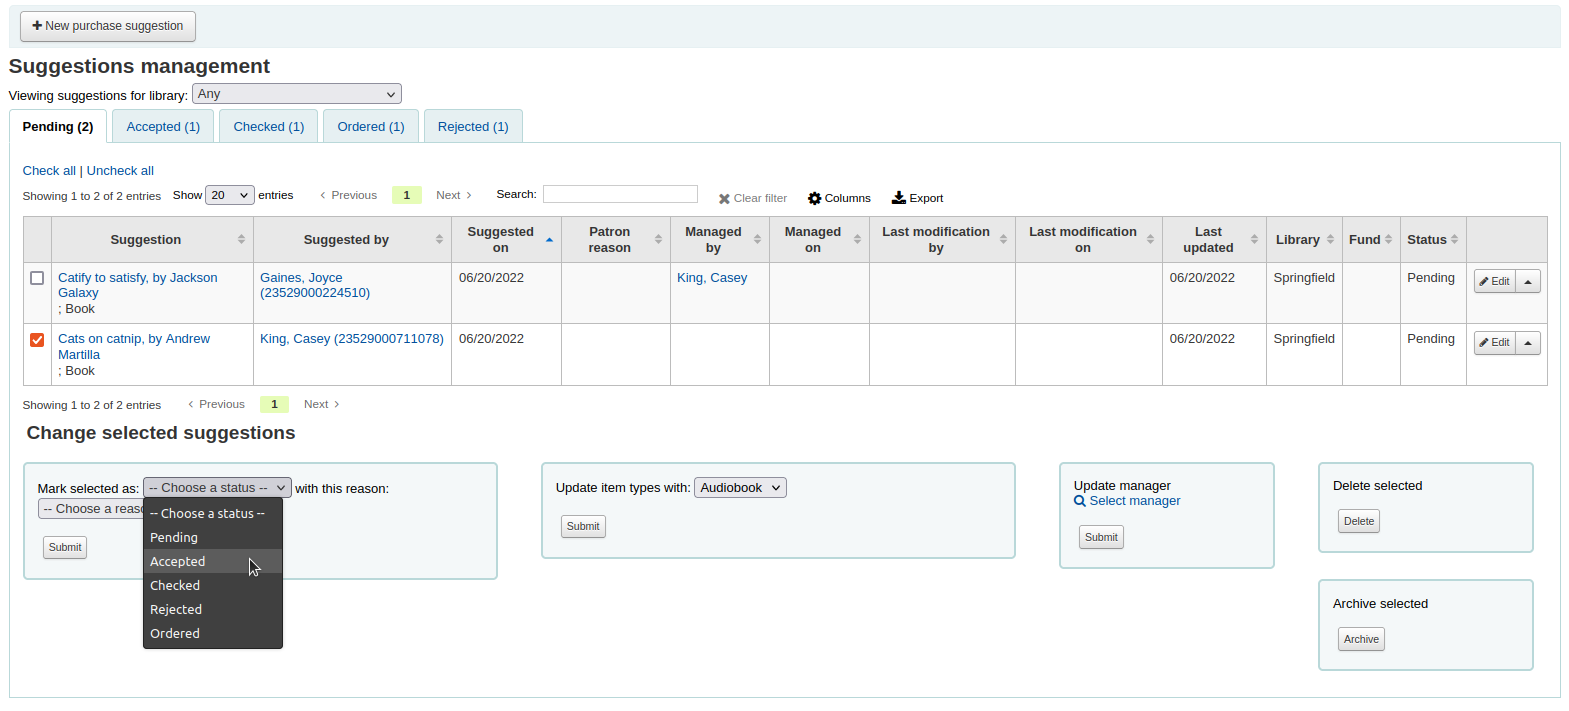 New purchase suggestion
Suggestions management
Viewing suggestions for library: Any
Pending (2) Accepted (1) Checked (1) Ordered (1) Rejected (1)
Check all | Uncheck all
Showing 1 to 2 of 2 entries Show 20 entries Previous 1 Next Search: Clear filter Columns Export
Suggestion Suggested by Suggested on Patron reason Managed by Managed on Last modification by Last modification on Last updated Library Fund Status
Catify to satisfy, by Jackson Gaines, Joyce 06/20/2022 King, Casey 06/20/2022 Springfield Pending Edit
Galaxy (23529000224510)
; Book
Cats on catnip, by Andrew King, Casey (23529000711078) 06/20/2022 06/20/2022 Springfield Pending Edit
Martilla
; Book
Showing 1 to 2 of 2 entries Previous 1 Next
Change selected suggestions
Mark selected as: -- Choose a status -- with this reason:
-- Choose a reaso
Submit
-- Choose a status --
Pending
Accepted
Checked
Rejected
Ordered
Update item types with: Audiobook
Submit
Update manager
Select manager
Submit
Delete selected
Delete
Archive selected
Archive